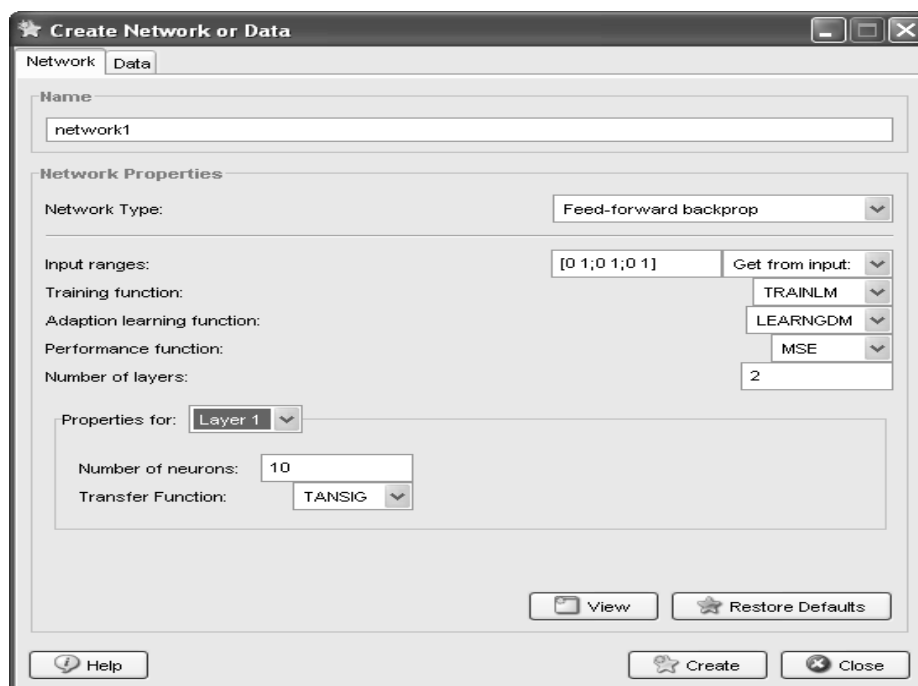 Create Network or Data
Network Data
Name
network1
Network Properties
Network Type: Feed-forward backprop
Input ranges: [0 1;0 1;0 1] Get from input:
Training function: TRAINLM
Adaption learning function: LEARNGDM
Performance function: MSE
Number of layers: 2
Properties for: Layer 1
Number of neurons: 10
Transfer Function: TANSIG
View Restore Defaults
Help Create Close